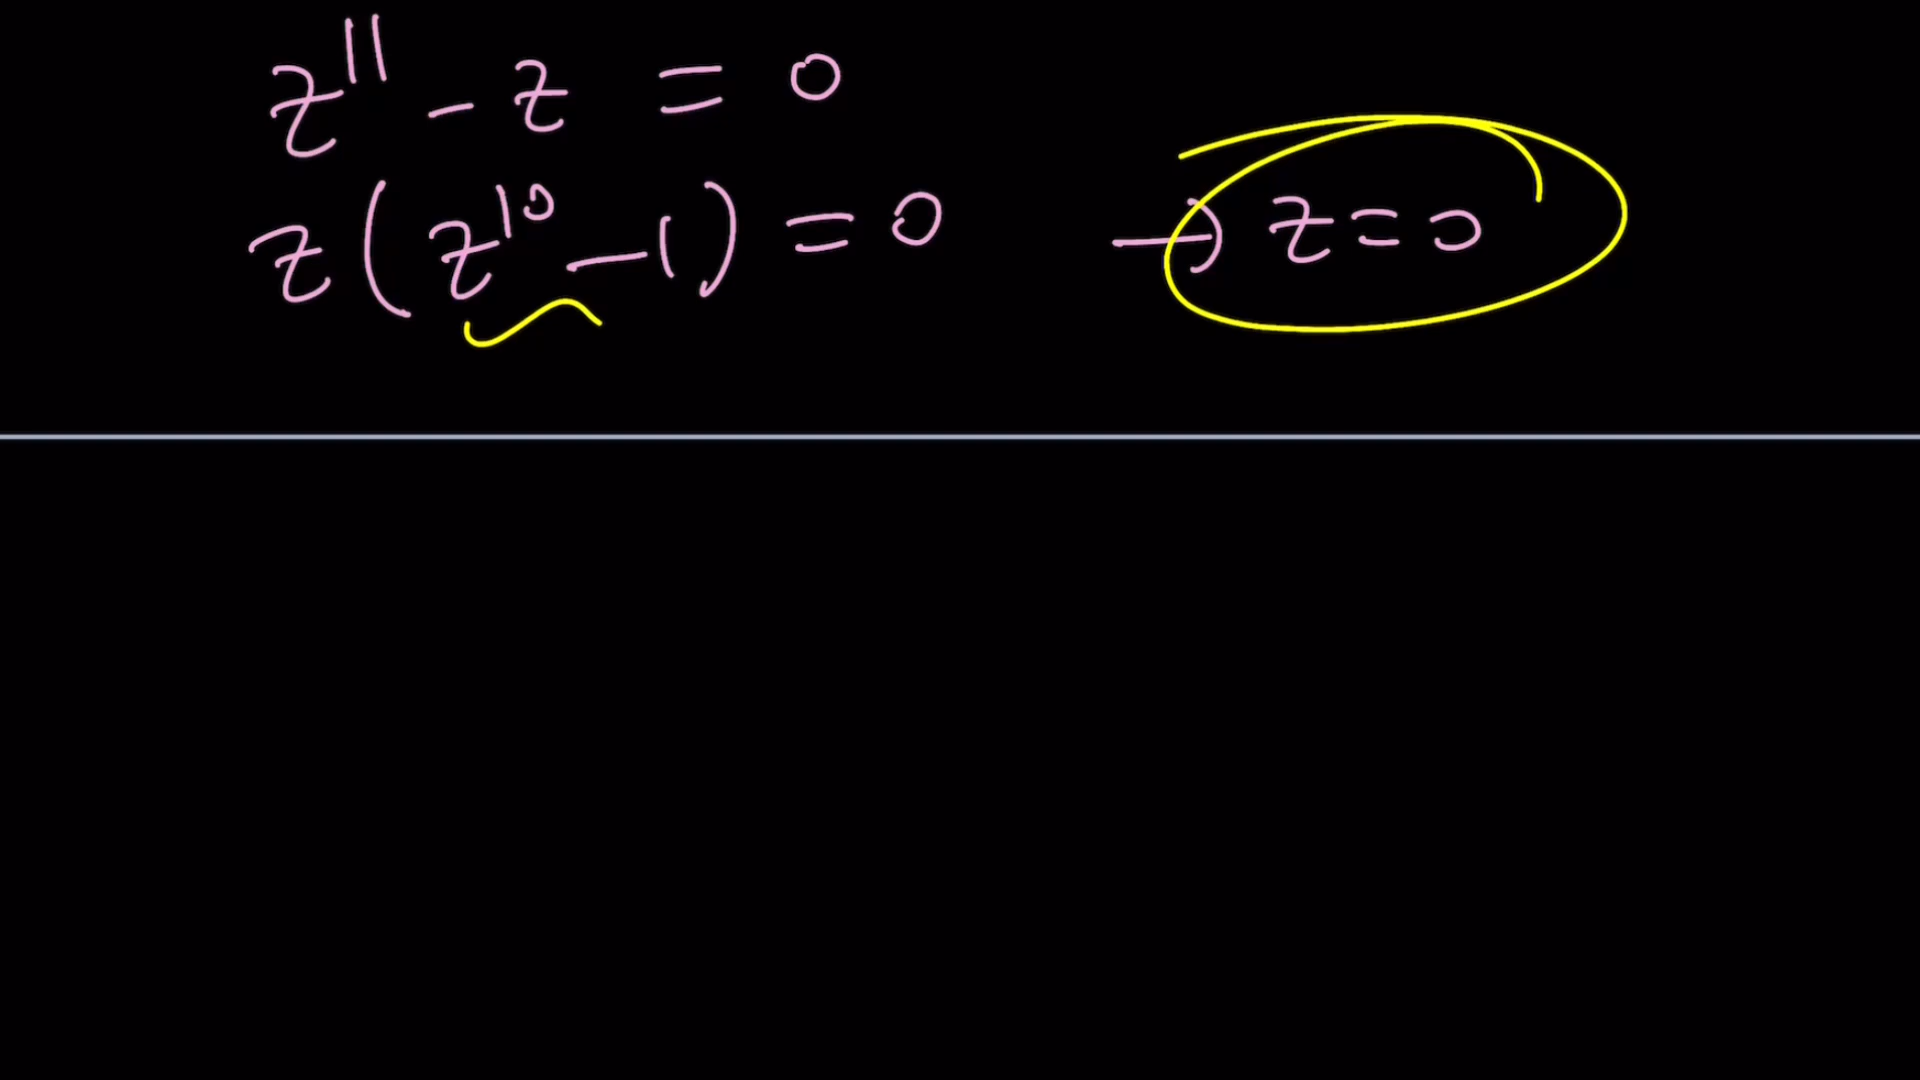 z¹¹ - z = 0
z(z¹⁰ - 1) = 0 → z = 0